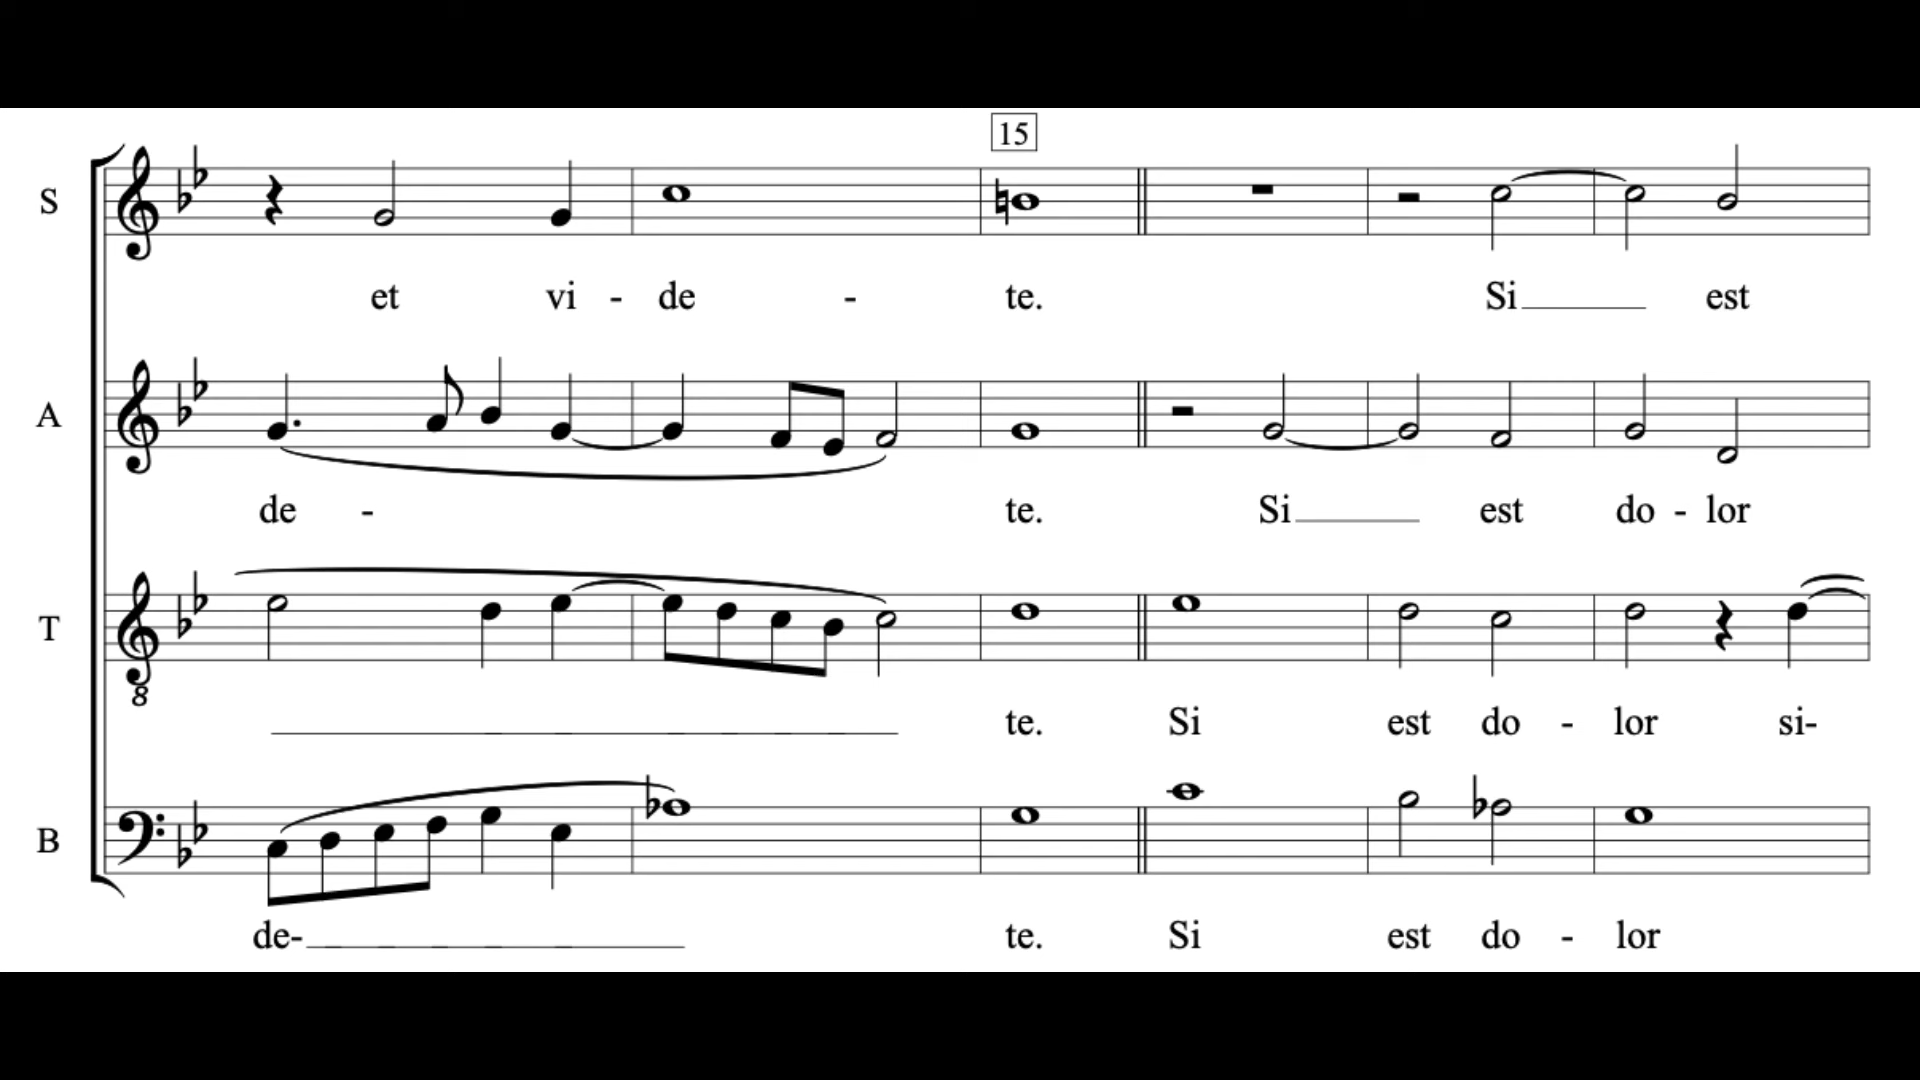 15
S
et vi - de - te. Si est
A
de - te. Si est do - lor
T
8
te. Si est do - lor si-
B
de- te. Si est do - lor